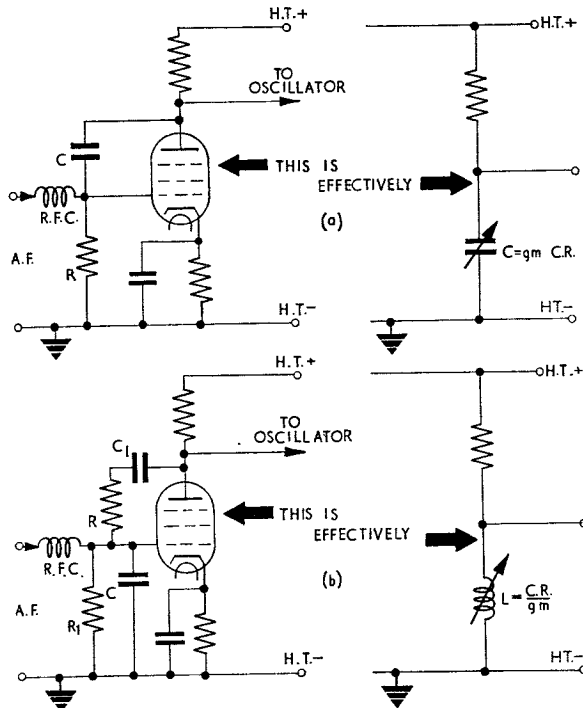 H.T.+
H.T.+
TO
OSCILLATOR
C
THIS IS
EFFECTIVELY
R.F.C.
(a)
A.F.
R
C=gm C.R.
H.T.-
HT.-
H.T.+
H.T.+
TO
OSCILLATOR
C1
R
THIS IS
EFFECTIVELY
R.F.C.
C
(b)
A.F.
R1
L=C.R./gm
H.T.-
HT.-